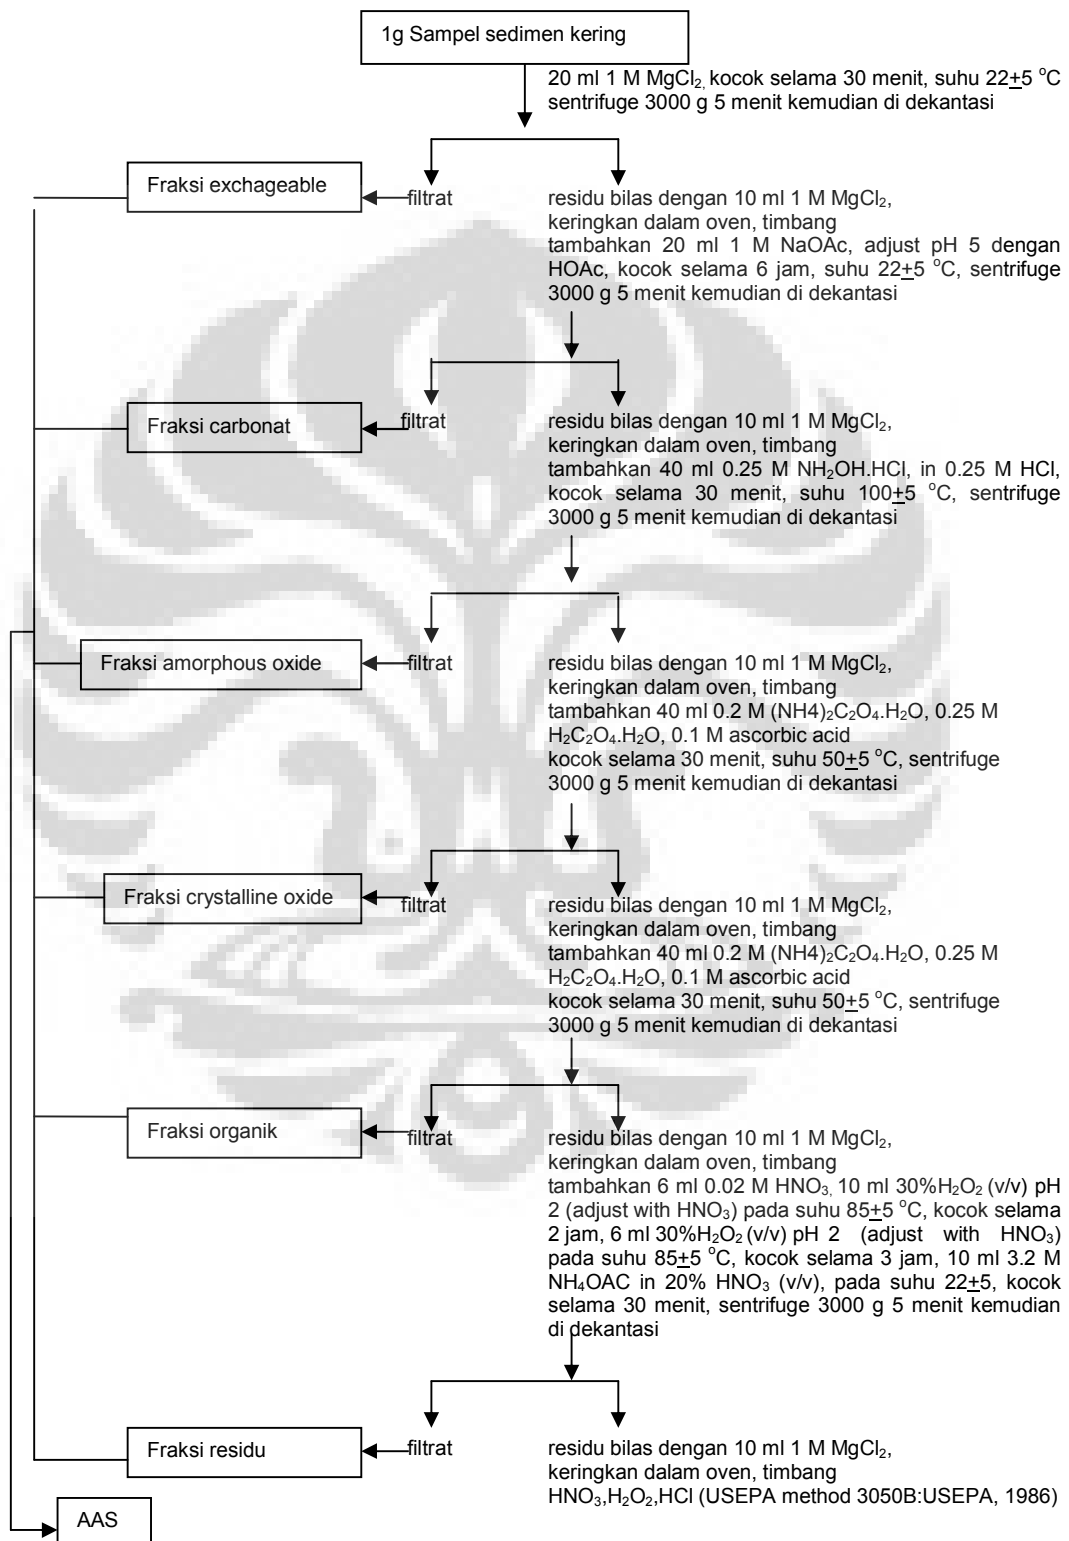 1g Sampel sedimen kering
20 ml 1 M MgCl₂, kocok selama 30 menit, suhu 22±5 °C
sentrifuge 3000 g 5 menit kemudian di dekantasi
Fraksi exchageable
filtrat
residu bilas dengan 10 ml 1 M MgCl₂,
keringkan dalam oven, timbang
tambahkan 20 ml 1 M NaOAc, adjust pH 5 dengan
HOAc, kocok selama 6 jam, suhu 22±5 °C, sentrifuge
3000 g 5 menit kemudian di dekantasi
Fraksi carbonat
filtrat
residu bilas dengan 10 ml 1 M MgCl₂,
keringkan dalam oven, timbang
tambahkan 40 ml 0.25 M NH₂OH.HCl, in 0.25 M HCl,
kocok selama 30 menit, suhu 100±5 °C, sentrifuge
3000 g 5 menit kemudian di dekantasi
Fraksi amorphous oxide
filtrat
residu bilas dengan 10 ml 1 M MgCl₂,
keringkan dalam oven, timbang
tambahkan 40 ml 0.2 M (NH4)₂C₂O₄.H₂O, 0.25 M
H₂C₂O₄.H₂O, 0.1 M ascorbic acid
kocok selama 30 menit, suhu 50±5 °C, sentrifuge
3000 g 5 menit kemudian di dekantasi
Fraksi crystalline oxide
filtrat
residu bilas dengan 10 ml 1 M MgCl₂,
keringkan dalam oven, timbang
tambahkan 40 ml 0.2 M (NH4)₂C₂O₄.H₂O, 0.25 M
H₂C₂O₄.H₂O, 0.1 M ascorbic acid
kocok selama 30 menit, suhu 50±5 °C, sentrifuge
3000 g 5 menit kemudian di dekantasi
Fraksi organik
filtrat
residu bilas dengan 10 ml 1 M MgCl₂,
keringkan dalam oven, timbang
tambahkan 6 ml 0.02 M HNO₃, 10 ml 30%H₂O₂ (v/v) pH
2 (adjust with HNO₃) pada suhu 85±5 °C, kocok selama
2 jam, 6 ml 30%H₂O₂ (v/v) pH 2 (adjust with HNO₃)
pada suhu 85±5 °C, kocok selama 3 jam, 10 ml 3.2 M
NH₄OAC in 20% HNO₃ (v/v), pada suhu 22±5, kocok
selama 30 menit, sentrifuge 3000 g 5 menit kemudian
di dekantasi
Fraksi residu
filtrat
residu bilas dengan 10 ml 1 M MgCl₂,
keringkan dalam oven, timbang
HNO₃,H₂O₂,HCl (USEPA method 3050B:USEPA, 1986)
AAS